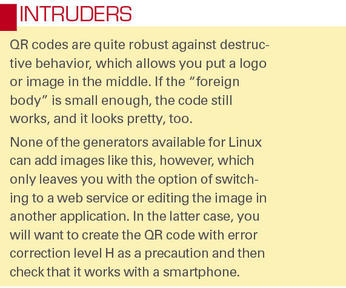 INTRUDERS
QR codes are quite robust against destruc-
tive behavior, which allows you put a logo
or image in the middle. If the “foreign
body” is small enough, the code still
works, and it looks pretty, too.
None of the generators available for Linux
can add images like this, however, which
only leaves you with the option of switch-
ing to a web service or editing the image in
another application. In the latter case, you
will want to create the QR code with error
correction level H as a precaution and then
check that it works with a smartphone.